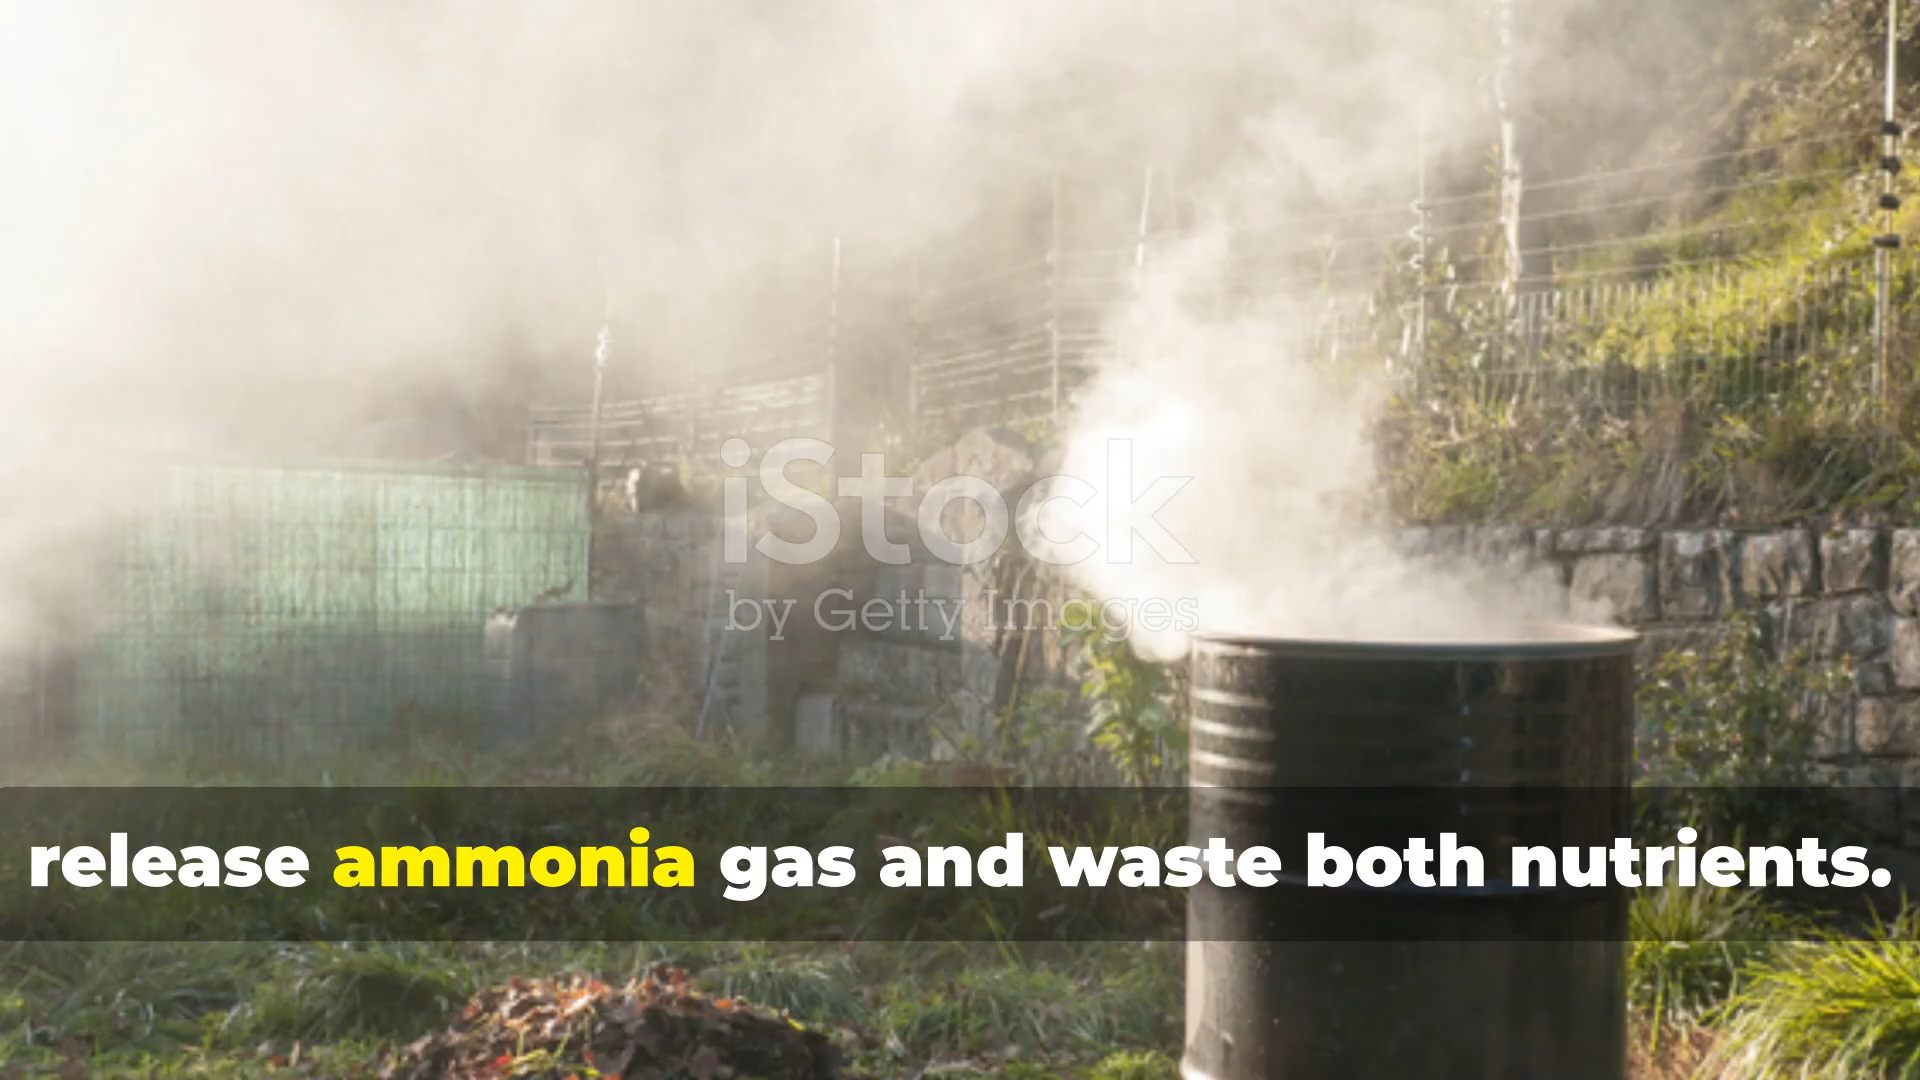 iStock
by Getty Images
release ammonia gas and waste both nutrients.